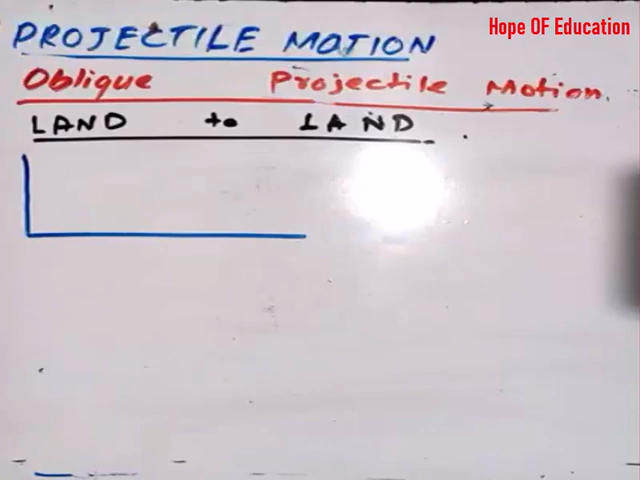 Hope OF Education
PROJECTILE MOTION
Oblique Projectile Motion.
LAND to LAND.